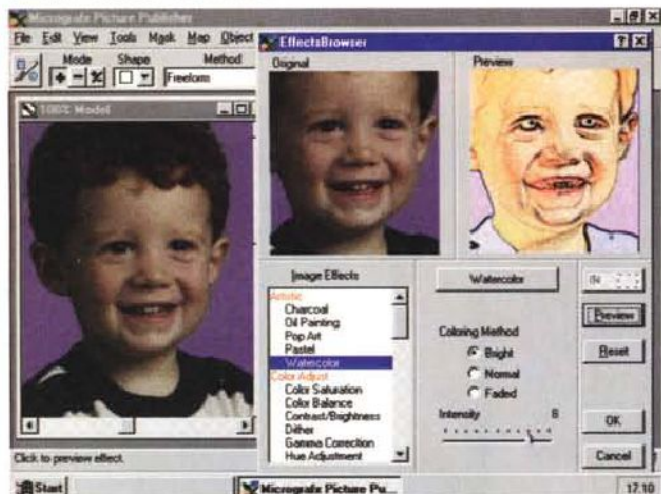 Micrografx Picture Publisher
File Edit View Tools Mask Map Object
Mode Shape Method
Freeform
100% Model
EffectsBrowser
Original Preview
Image Effects
Artistic
Charcoal
Oil Painting
Pop Art
Pastel
Watercolor
Color Adjust
Color Saturation
Color Balance
Contrast/Brightness
Dither
Gamma Correction
Hue Adjustment
Watercolor
Coloring Method
Bright
Normal
Faded
Intensity 8
Preview
Reset
OK
Cancel
Click to preview effect.
Start Micrografx Picture Pu...
17.10